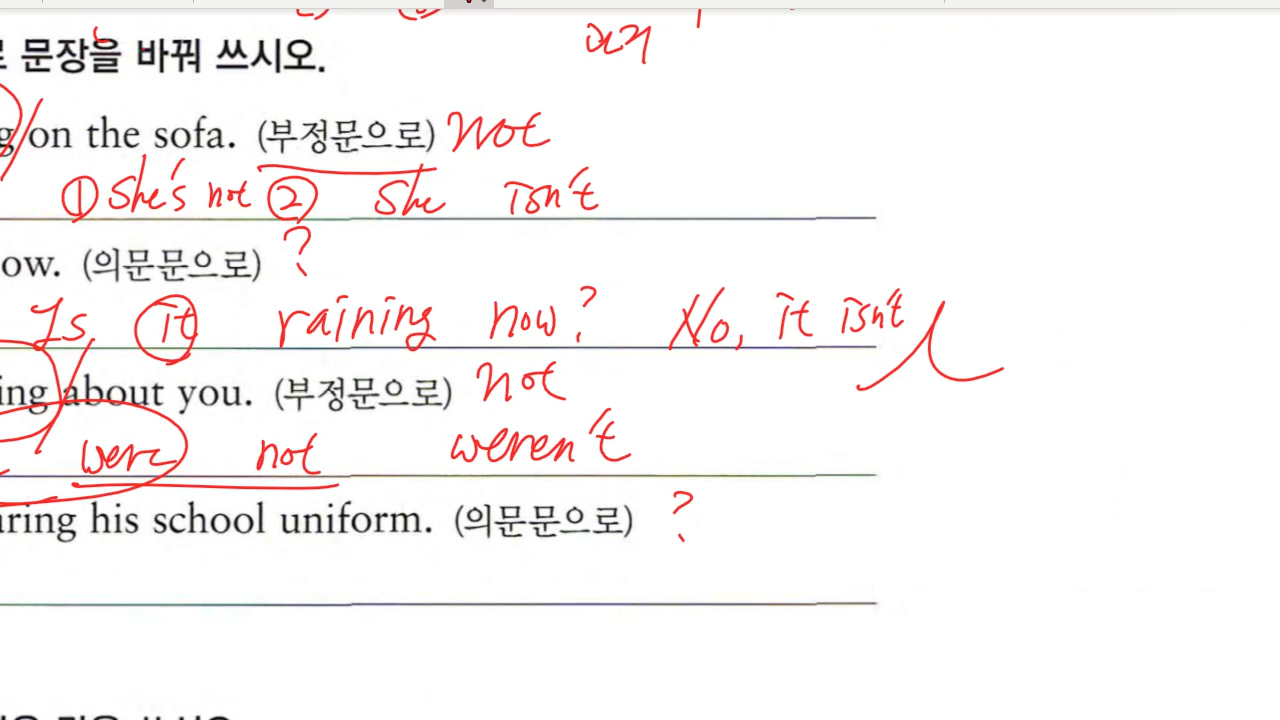 문장을 바꿔 쓰시오.
g on the sofa. (부정문으로) not
① She's not ② She isn't
ow. (의문문으로) ?
Is it raining now? No, it isn't
ing about you. (부정문으로) not
were not weren't
aring his school uniform. (의문문으로) ?